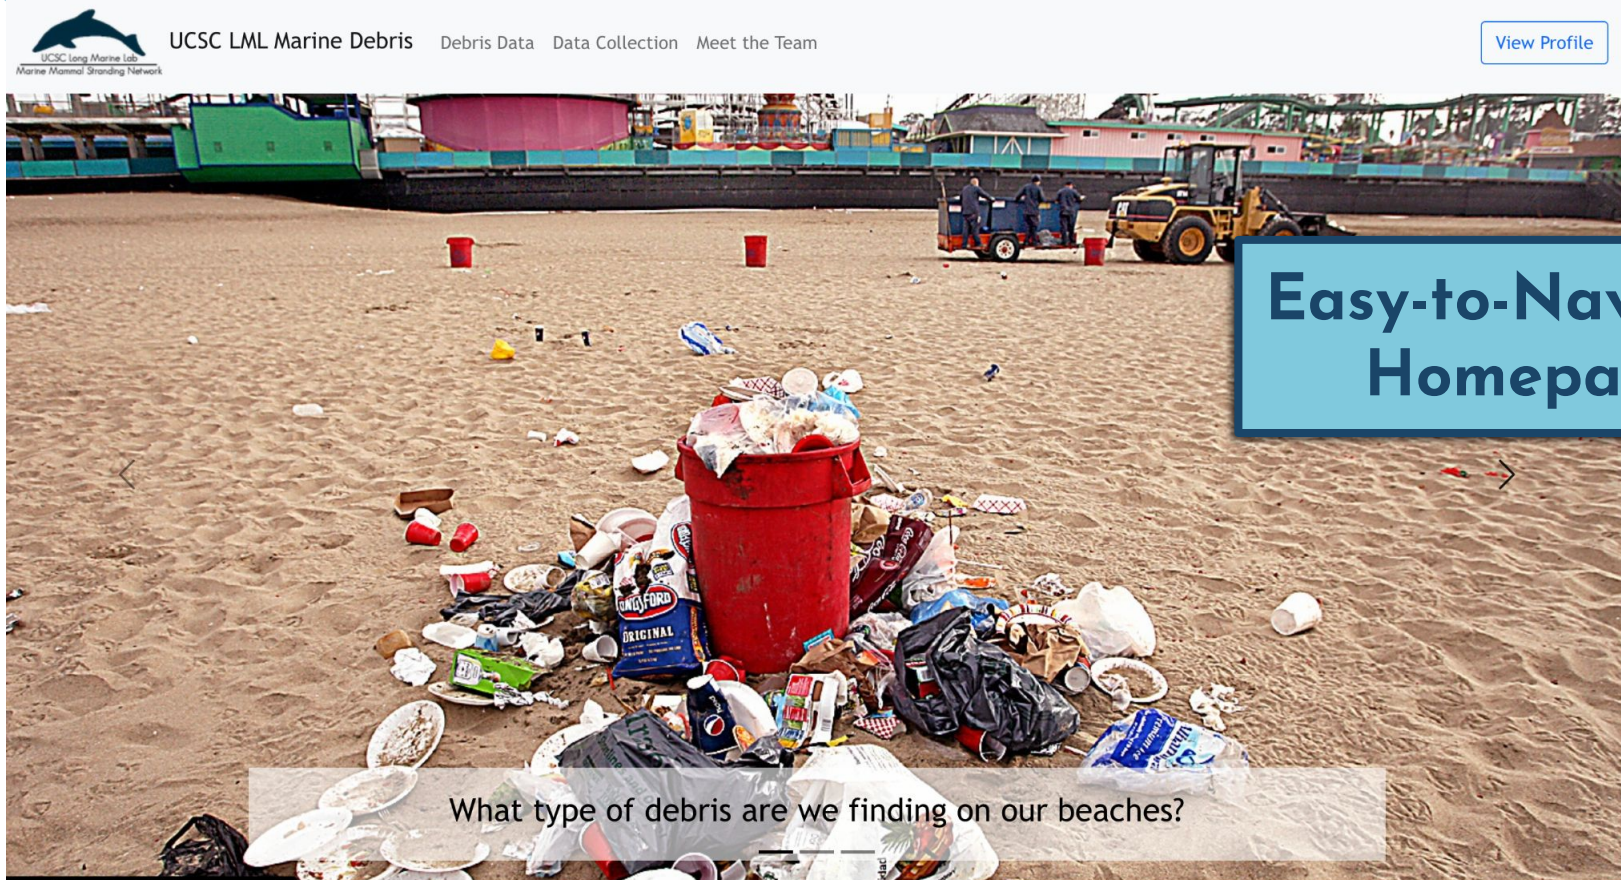 UCSC Long Marine Lab
Marine Mammal Stranding Network
UCSC LML Marine Debris
Debris Data
Data Collection
Meet the Team
View Profile
CAT
Easy-to-Nav
Homepa
KINGSFORD
ORIGINAL
What type of debris are we finding on our beaches?